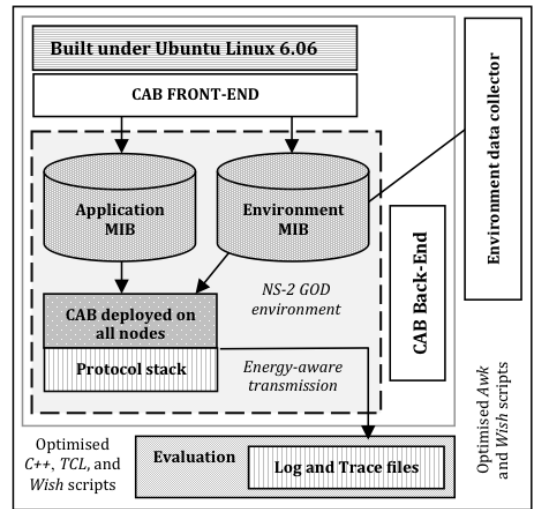 Built under Ubuntu Linux 6.06
CAB FRONT-END
Application
MIB
Environment
MIB
Environment data collector
CAB Back-End
NS-2 GOD
environment
CAB deployed on
all nodes
Protocol stack
Energy-aware
transmission
Optimised Awk
and Wish scripts
Optimised
C++, TCL, and
Wish scripts
Evaluation
Log and Trace files